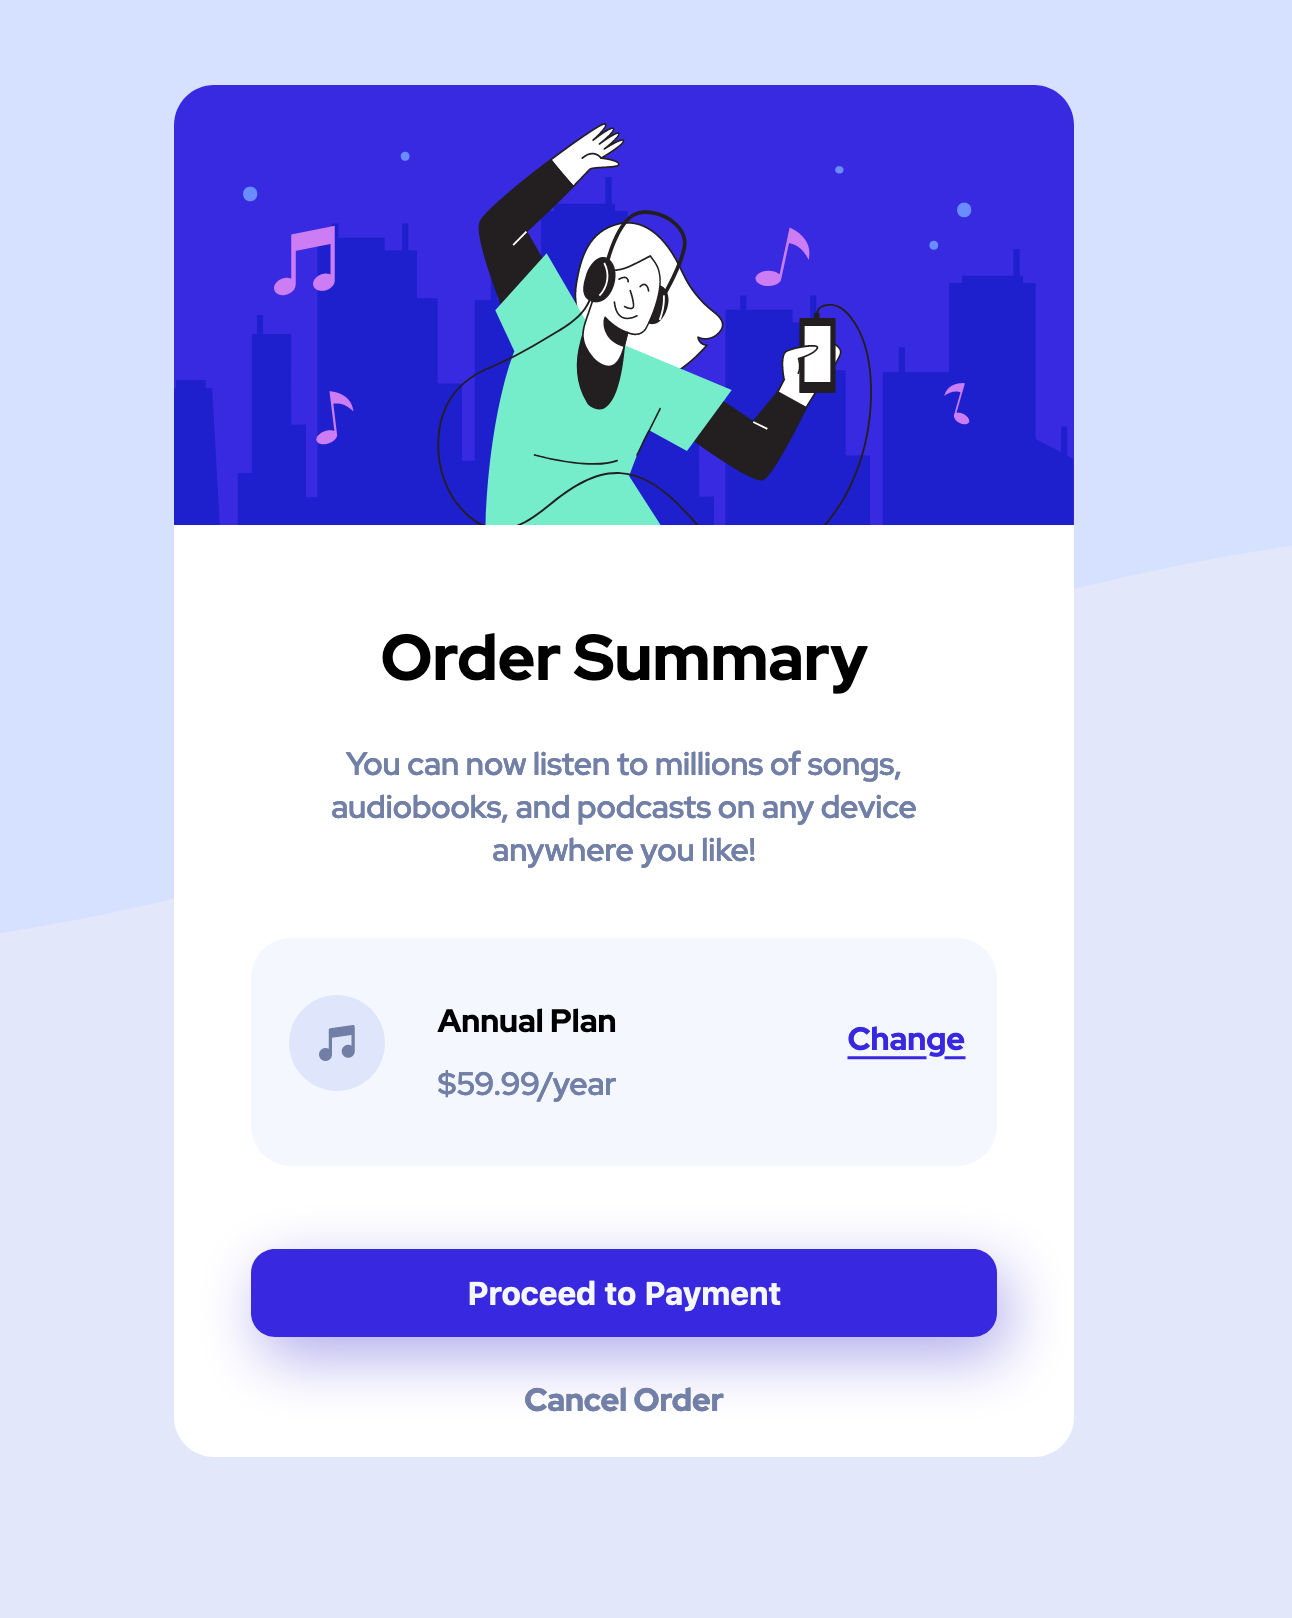 Order Summary
You can now listen to millions of songs,
audiobooks, and podcasts on any device
anywhere you like!
Annual Plan
$59.99/year
Change
Proceed to Payment
Cancel Order